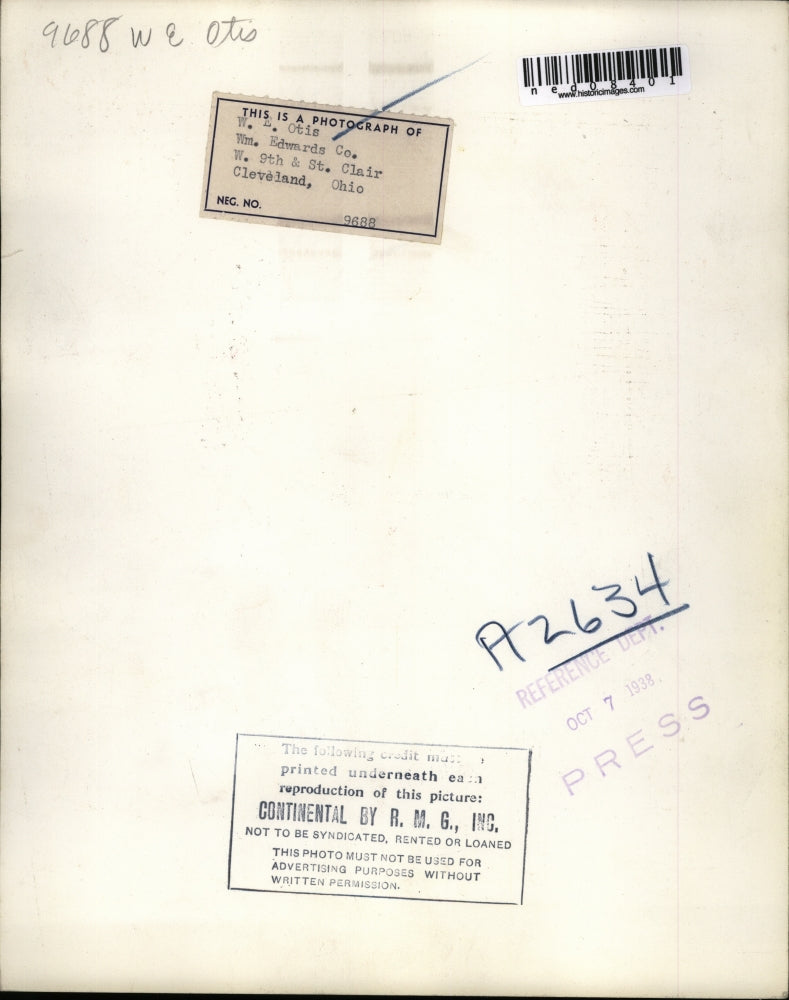 9688 W E Otis
ned08401
www.historicimages.com
THIS IS A PHOTOGRAPH OF
W. E. Otis
Wm. Edwards Co.
W. 9th & St. Clair
Cleveland, Ohio
NEG. NO.
9688
A2634
REFERENCE DEPT.
OCT 7 1938
PRESS
The following credit must
printed underneath each
reproduction of this picture:
CONTINENTAL BY R. M. G., INC.
NOT TO BE SYNDICATED, RENTED OR LOANED
THIS PHOTO MUST NOT BE USED FOR
ADVERTISING PURPOSES WITHOUT
WRITTEN PERMISSION.